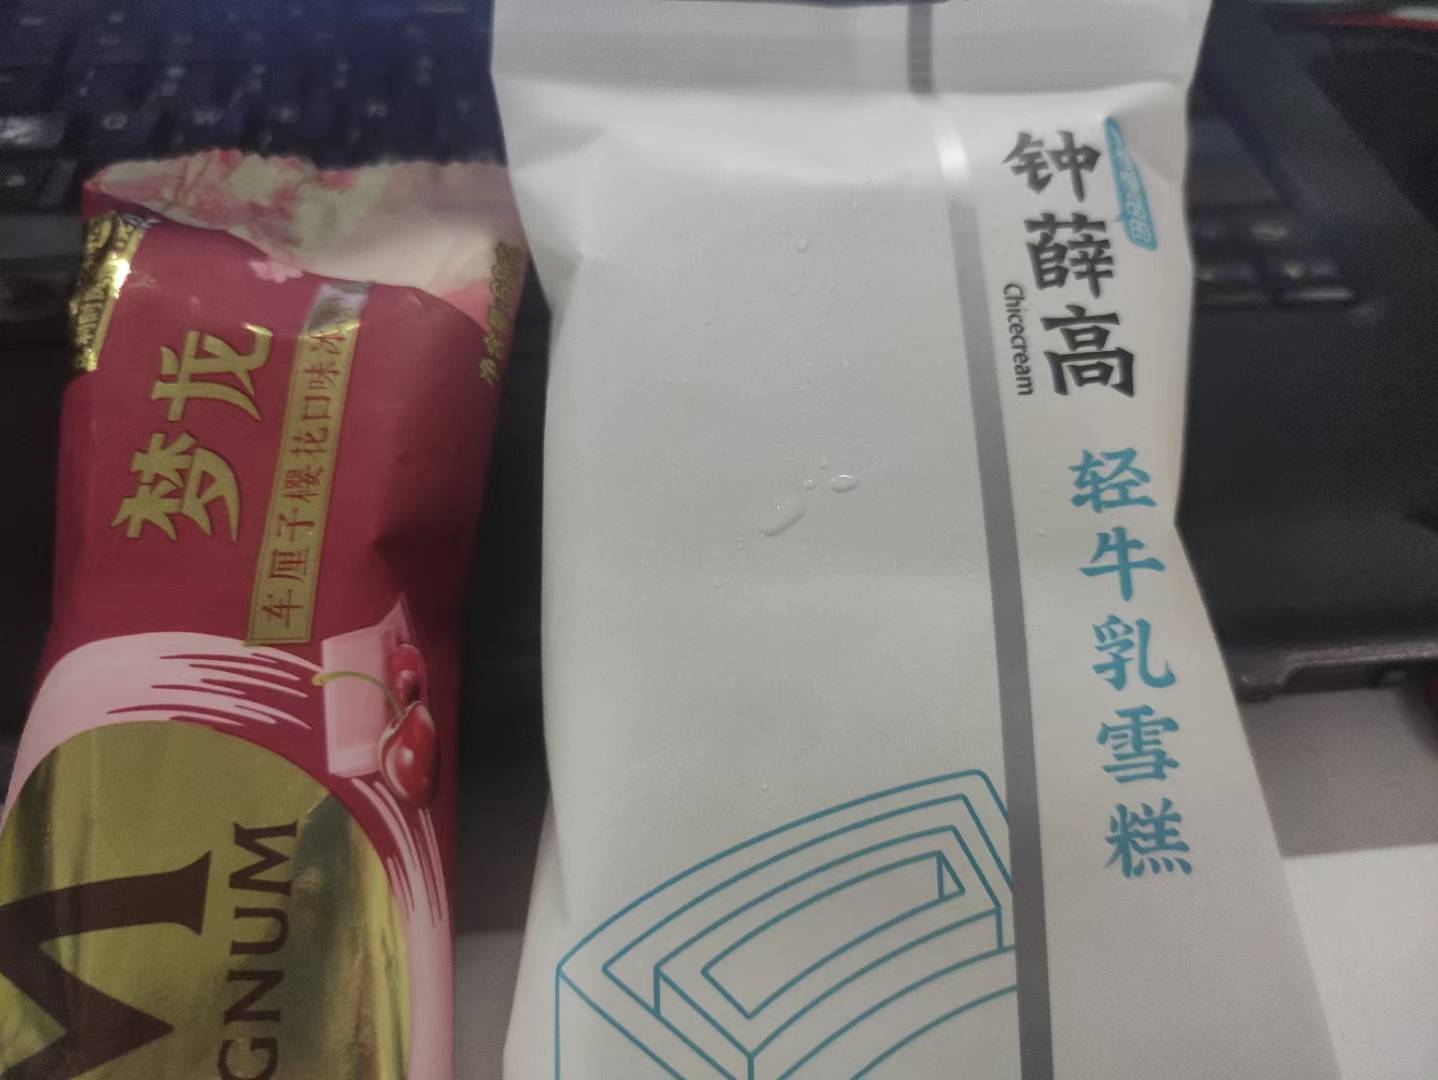 梦龙
车厘子樱花口味冰
MAGNUM
钟薛高
Chicecream
轻牛乳雪糕